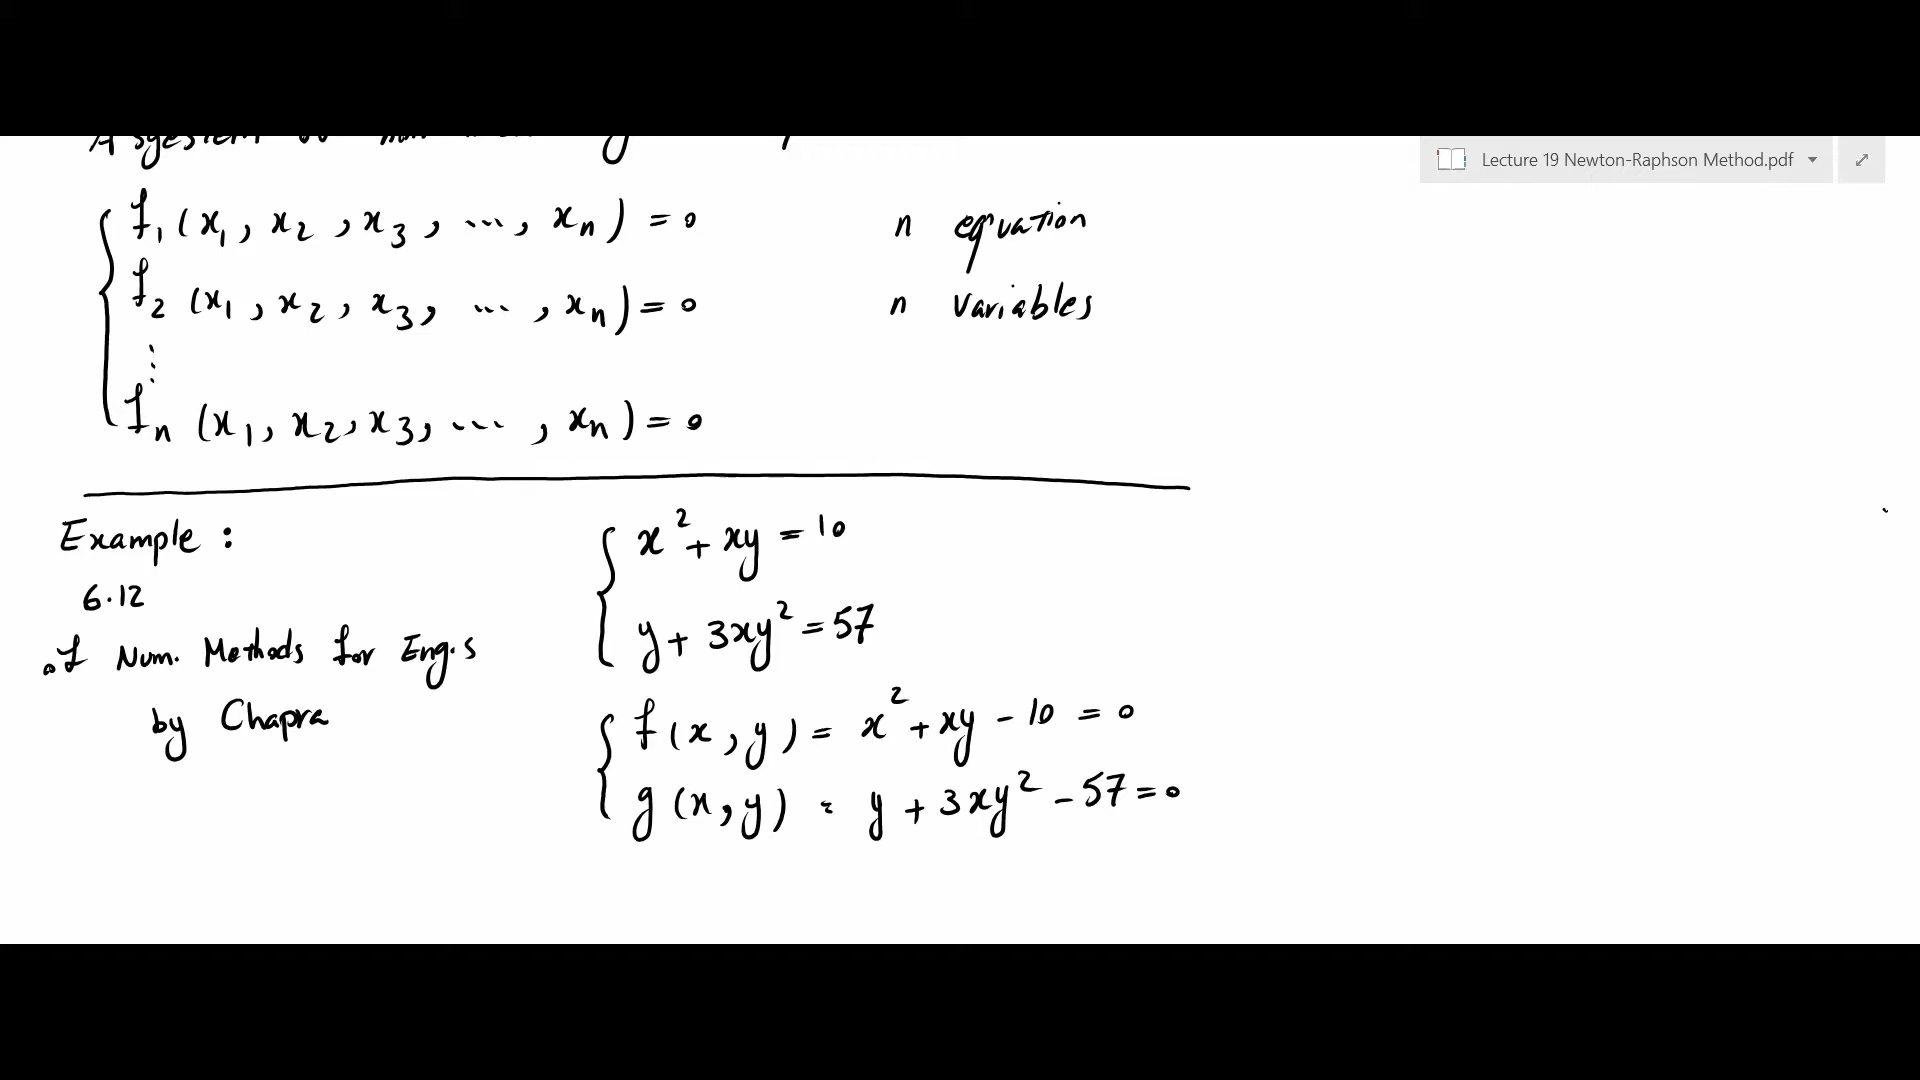 A
Lecture 19 Newton-Raphson Method.pdf
f₁(x₁, x₂, x₃, ..., xₙ) = 0 n equation
f₂(x₁, x₂, x₃, ..., xₙ) = 0 n variables
⋮
fₙ(x₁, x₂, x₃, ..., xₙ) = 0
Example : x² + xy = 10
6.12
y + 3xy² = 57
of Num. Methods for Eng.s
by Chapra
f(x, y) = x² + xy - 10 = 0
g(x, y) = y + 3xy² - 57 = 0